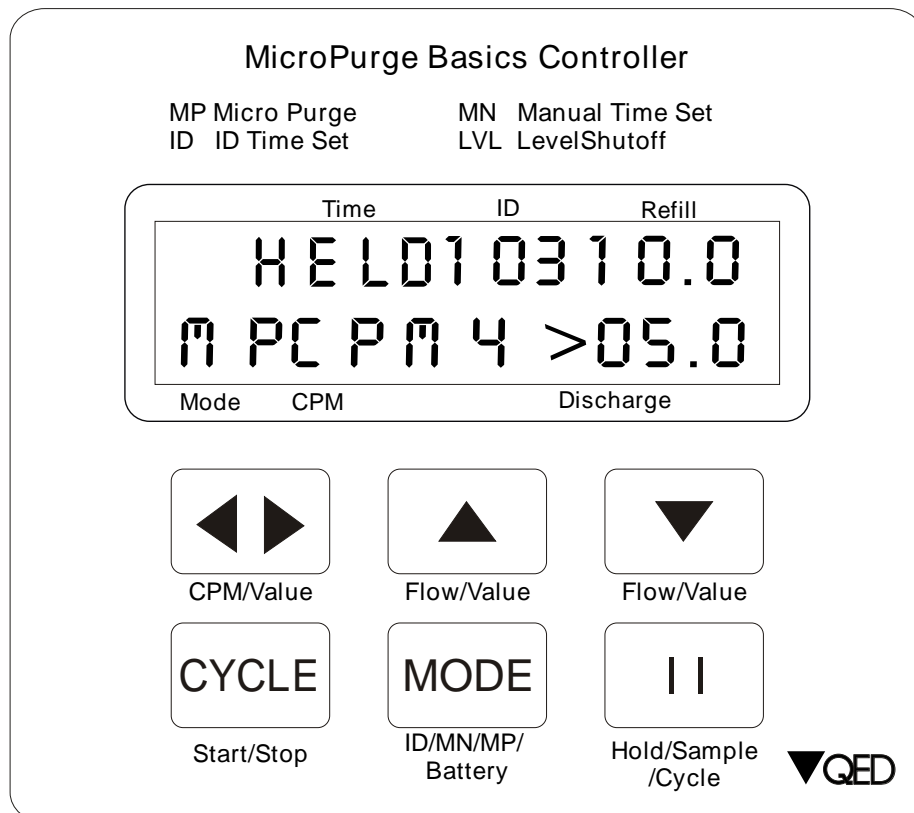 MicroPurge Basics Controller
MP Micro Purge MN Manual Time Set
ID ID Time Set LVL LevelShutoff
Time ID Refill
HELD10310.0
MPCPM4 >05.0
Mode CPM Discharge
CPM/Value Flow/Value Flow/Value
CYCLE MODE II
Start/Stop ID/MN/MP/ Hold/Sample
Battery /Cycle
QED